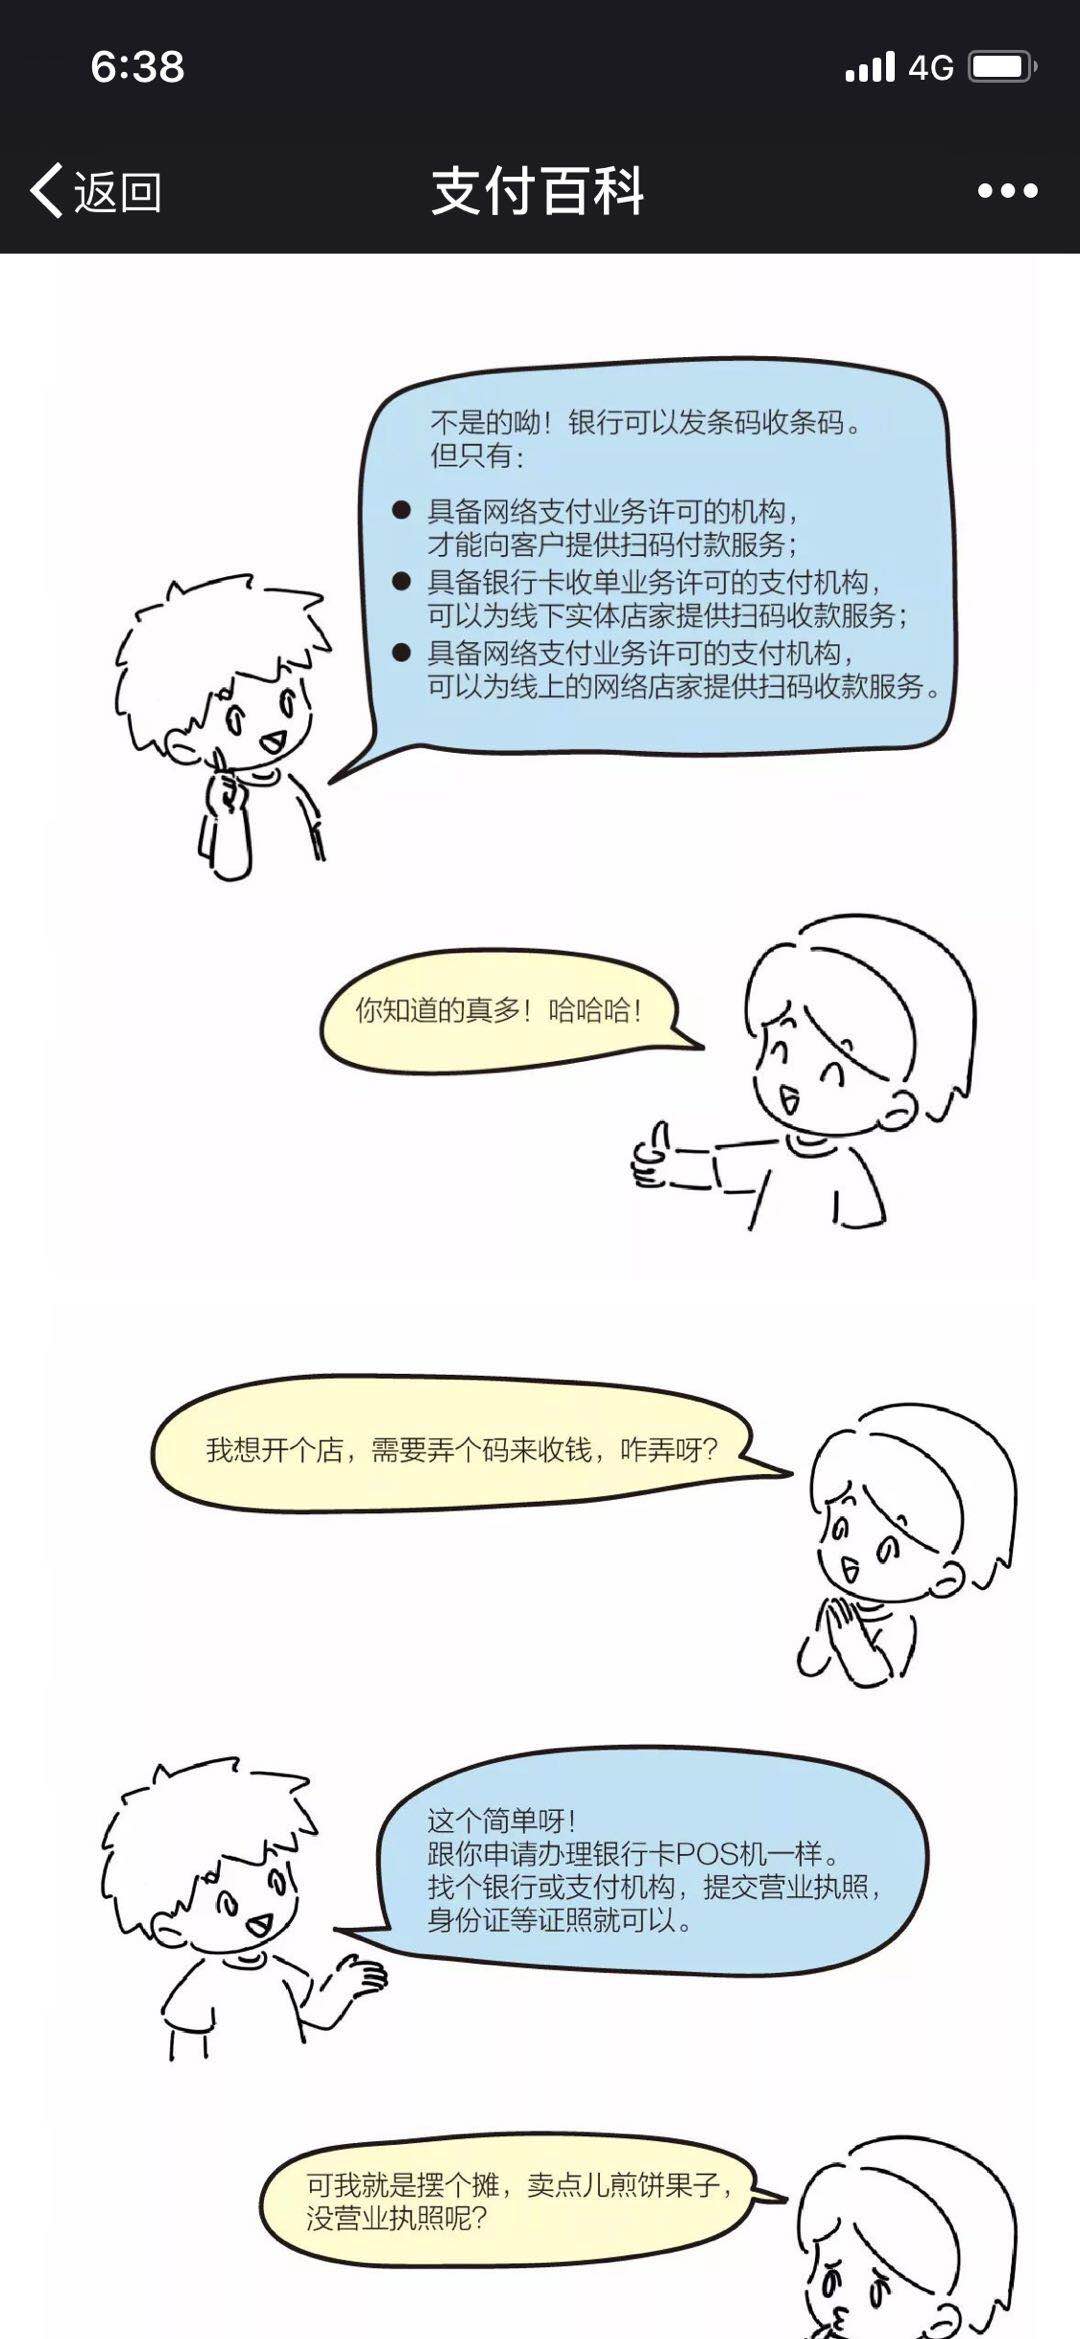 6:38
4G
返回
支付百科
不是的呦！银行可以发条码收条码。
但只有：
● 具备网络支付业务许可的机构，
才能向客户提供扫码付款服务；
● 具备银行卡收单业务许可的支付机构，
可以为线下实体店家提供扫码收款服务；
● 具备网络支付业务许可的支付机构，
可以为线上的网络店家提供扫码收款服务。
你知道的真多！哈哈哈！
我想开个店，需要弄个码来收钱，咋弄呀？
这个简单呀！
跟你申请办理银行卡POS机一样。
找个银行或支付机构，提交营业执照，
身份证等证照就可以。
可我就是摆个摊，卖点儿煎饼果子，
没营业执照呢？